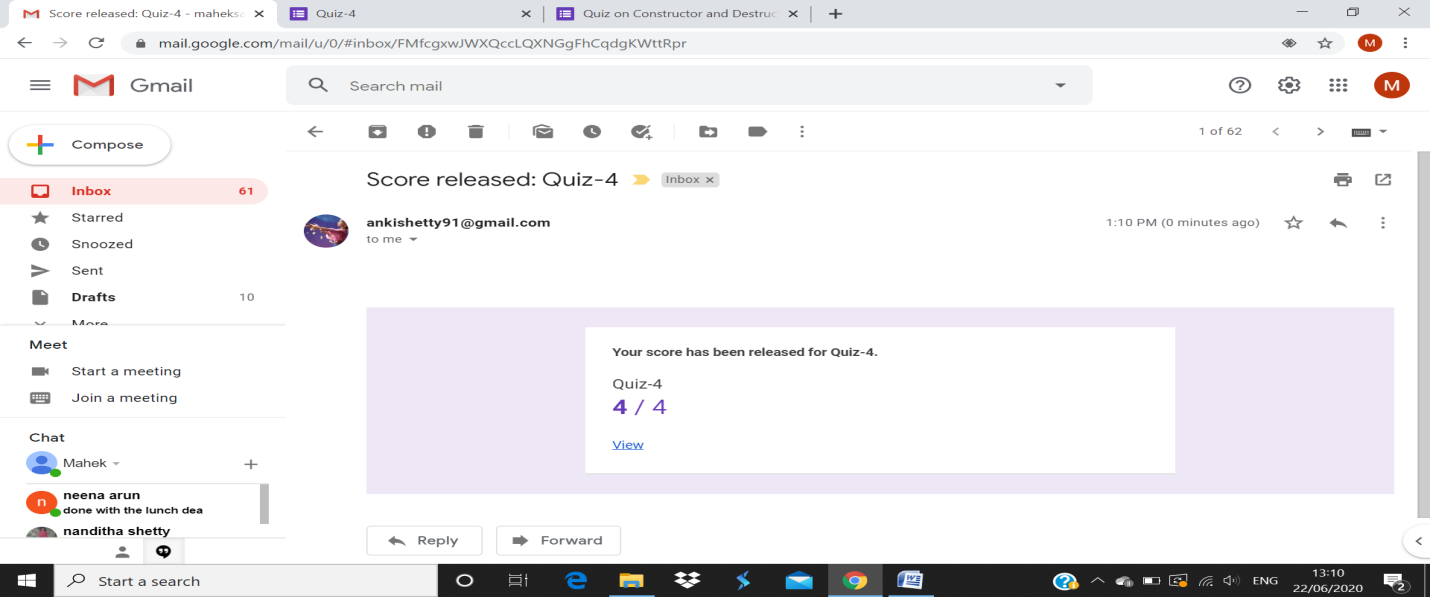 Score released: Quiz-4 - maheksa
Quiz-4
Quiz on Constructor and Destruc
mail.google.com/mail/u/0/#inbox/FMfcgxwJWXQccLQXNGgFhCqdgKWttRpr
M
Gmail
Search mail
M
Compose
1 of 62
Inbox 61
Starred
Snoozed
Sent
Drafts 10
More
Meet
Start a meeting
Join a meeting
Chat
Mahek
n
neena arun
done with the lunch dea
nanditha shetty
Score released: Quiz-4
Inbox
ankishetty91@gmail.com
1:10 PM (0 minutes ago)
to me
Your score has been released for Quiz-4.
Quiz-4
4 / 4
View
Reply
Forward
Start a search
ENG
13:10
22/06/2020
2